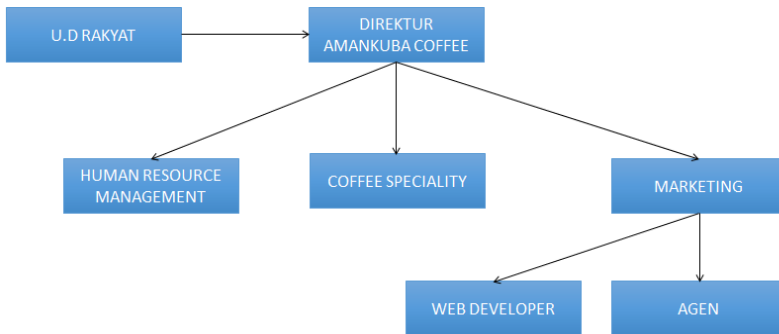 U.D RAKYAT
DIREKTUR
AMANKUBA COFFEE
HUMAN RESOURCE
MANAGEMENT
COFFEE SPECIALITY
MARKETING
WEB DEVELOPER
AGEN